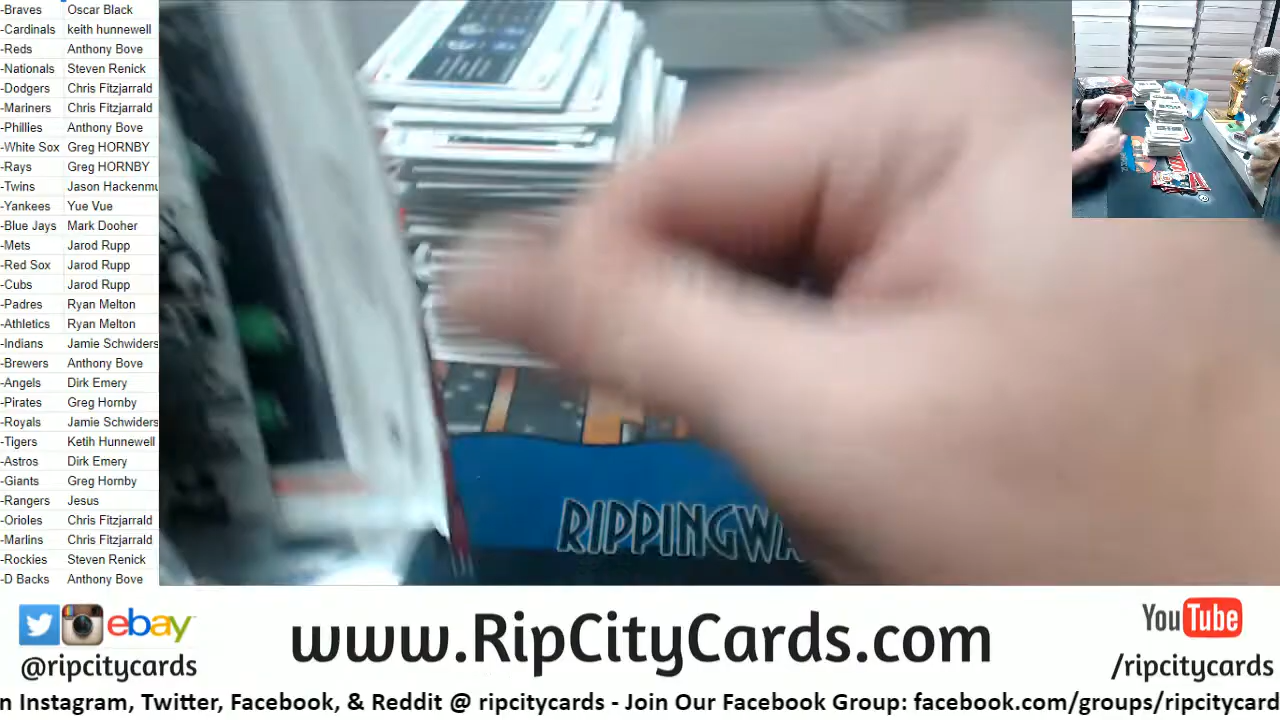 -Braves Oscar Black
-Cardinals keith hunnewell
-Reds Anthony Bove
-Nationals Steven Renick
-Dodgers Chris Fitzjarrald
-Mariners Chris Fitzjarrald
-Phillies Anthony Bove
-White Sox Greg HORNBY
-Rays Greg HORNBY
-Twins Jason Hackenmu
-Yankees Yue Vue
-Blue Jays Mark Dooher
-Mets Jarod Rupp
-Red Sox Jarod Rupp
-Cubs Jarod Rupp
-Padres Ryan Melton
-Athletics Ryan Melton
-Indians Jamie Schwiders
-Brewers Anthony Bove
-Angels Dirk Emery
-Pirates Greg Hornby
-Royals Jamie Schwiders
-Tigers Ketih Hunnewell
-Astros Dirk Emery
-Giants Greg Hornby
-Rangers Jesus
-Orioles Chris Fitzjarrald
-Marlins Chris Fitzjarrald
-Rockies Steven Renick
-D Backs Anthony Bove
RIPPINGWA
ebay
@ripcitycards
www.RipCityCards.com
YouTube
/ripcitycards
n Instagram, Twitter, Facebook, & Reddit @ ripcitycards - Join Our Facebook Group: facebook.com/groups/ripcitycard